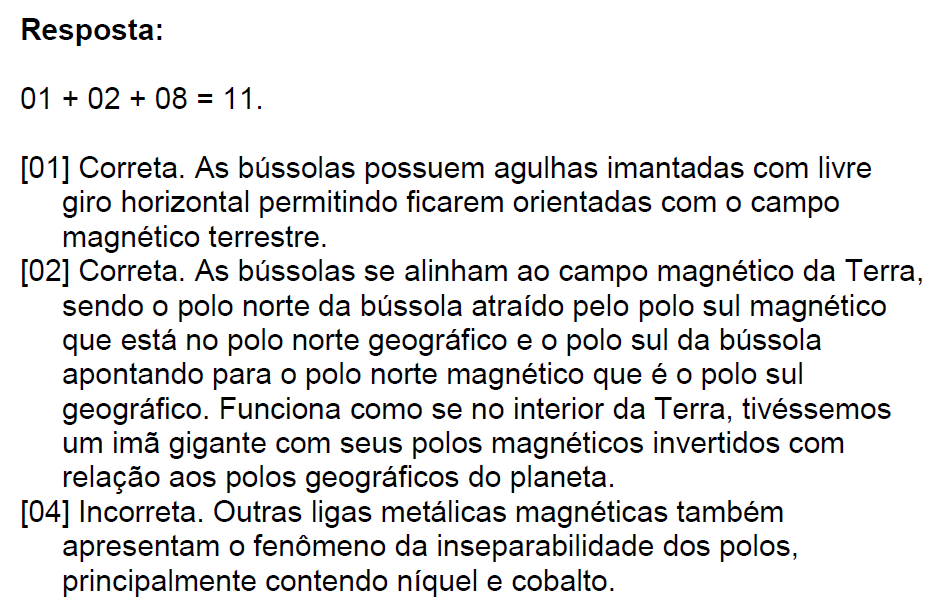 Resposta:
01 + 02 + 08 = 11.
[01] Correta. As bússolas possuem agulhas imantadas com livre
giro horizontal permitindo ficarem orientadas com o campo
magnético terrestre.
[02] Correta. As bússolas se alinham ao campo magnético da Terra,
sendo o polo norte da bússola atraído pelo polo sul magnético
que está no polo norte geográfico e o polo sul da bússola
apontando para o polo norte magnético que é o polo sul
geográfico. Funciona como se no interior da Terra, tivéssemos
um imã gigante com seus polos magnéticos invertidos com
relação aos polos geográficos do planeta.
[04] Incorreta. Outras ligas metálicas magnéticas também
apresentam o fenômeno da inseparabilidade dos polos,
principalmente contendo níquel e cobalto.